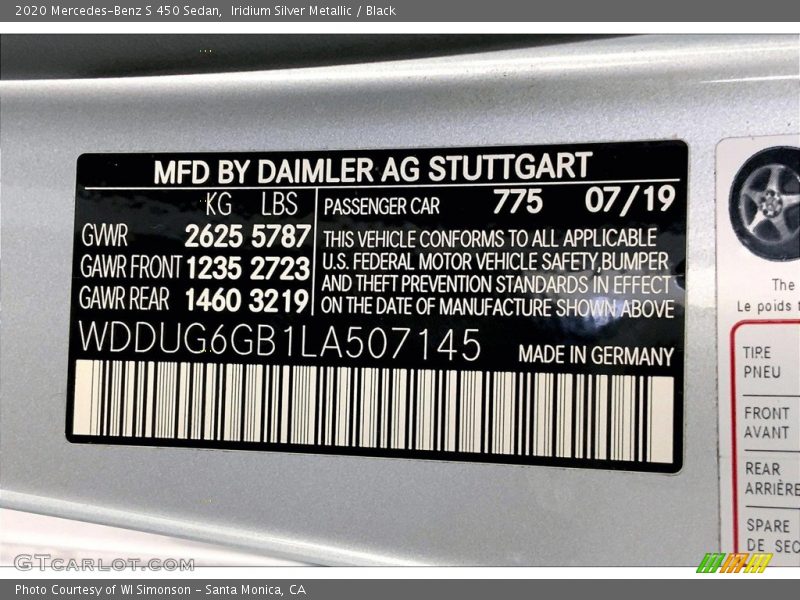 2020 Mercedes-Benz S 450 Sedan, Iridium Silver Metallic / Black
MFD BY DAIMLER AG STUTTGART
KG LBS
GVWR 2625 5787
GAWR FRONT 1235 2723
GAWR REAR 1460 3219
PASSENGER CAR 775 07/19
THIS VEHICLE CONFORMS TO ALL APPLICABLE
U.S. FEDERAL MOTOR VEHICLE SAFETY, BUMPER
AND THEFT PREVENTION STANDARDS IN EFFECT
ON THE DATE OF MANUFACTURE SHOWN ABOVE
WDDUG6GB1LA507145
MADE IN GERMANY
The
Le poids
TIRE
PNEU
FRONT
AVANT
REAR
ARRIÈRE
SPARE
DE
GTCARLOT.COM
Photo Courtesy of WI Simonson - Santa Monica, CA